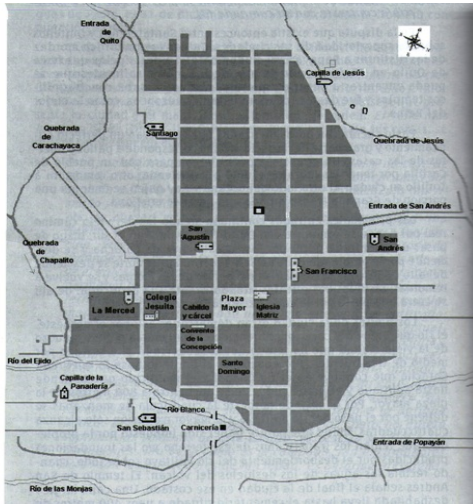 Entrada
de
Quito
Capilla de Jesús
Santiago
Quebrada
de
Carachayaca
Quebrada de Jesús
Entrada de San Andrés
San
Agustín
San
Andrés
Quebrada
de
Chapalito
San Francisco
La Merced
Colegio
Jesuita
Cabildo
y cárcel
Plaza
Mayor
Iglesia
Matriz
Convento
de la
Concepción
Río del Ejido
Santo
Domingo
Capilla de la
Panadería
Río Blanco
San Sebastián
Carnicería
Entrada de Popayán
Río de las Monjas